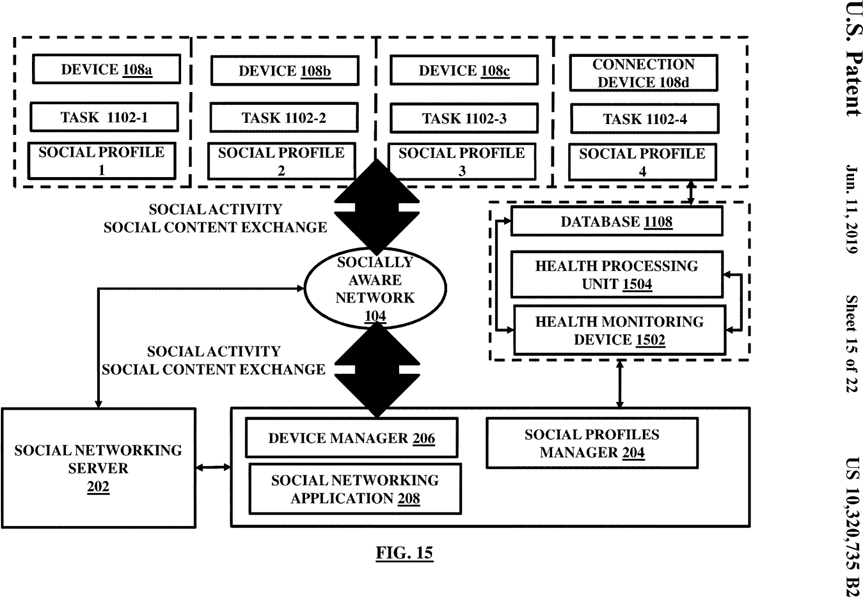 DEVICE 108a
DEVICE 108b
DEVICE 108c
CONNECTION
DEVICE 108d
TASK 1102-1
TASK 1102-2
TASK 1102-3
TASK 1102-4
SOCIAL PROFILE
1
SOCIAL PROFILE
2
SOCIAL PROFILE
3
SOCIAL PROFILE
4
SOCIAL ACTIVITY
SOCIAL CONTENT EXCHANGE
DATABASE 1108
HEALTH PROCESSING
UNIT 1504
HEALTH MONITORING
DEVICE 1502
SOCIALLY
AWARE
NETWORK
104
SOCIAL ACTIVITY
SOCIAL CONTENT EXCHANGE
SOCIAL NETWORKING
SERVER
202
DEVICE MANAGER 206
SOCIAL NETWORKING
APPLICATION 208
SOCIAL PROFILES
MANAGER 204
FIG. 15
U.S. Patent
Jun. 11, 2019
Sheet 15 of 22
US 10,320,735 B2